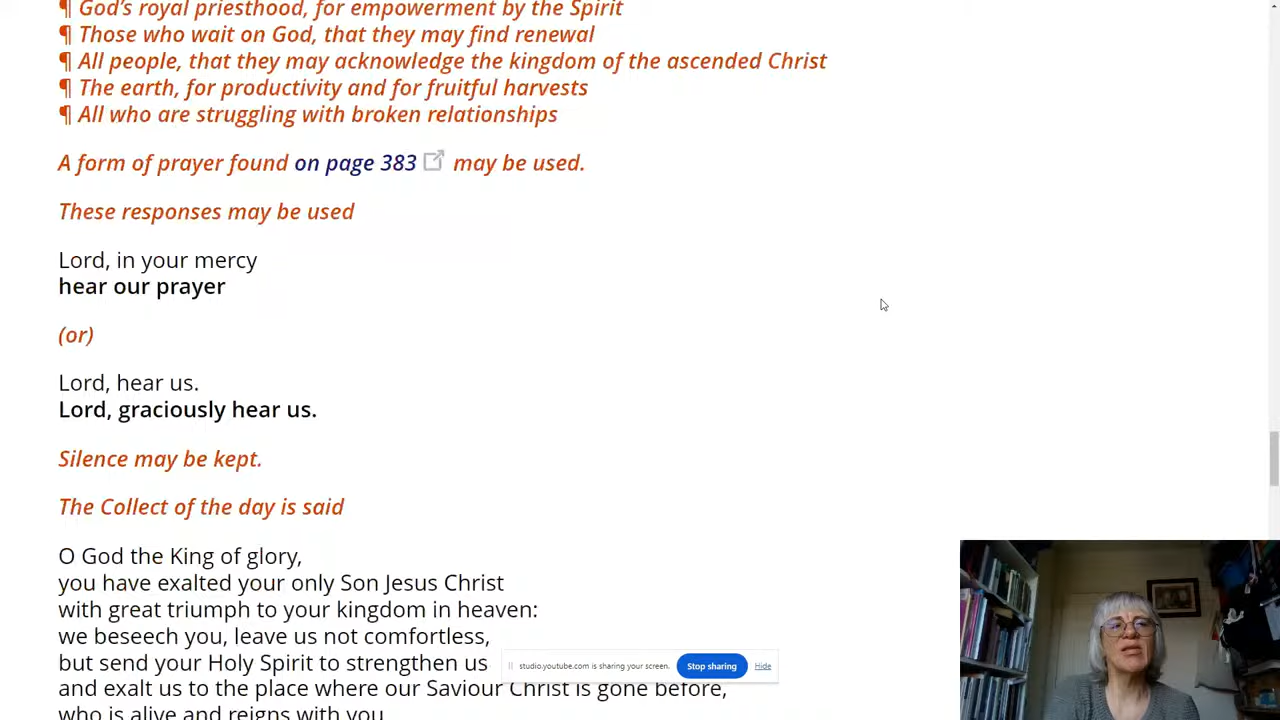 ¶ God's royal priesthood, for empowerment by the Spirit
¶ Those who wait on God, that they may find renewal
¶ All people, that they may acknowledge the kingdom of the ascended Christ
¶ The earth, for productivity and for fruitful harvests
¶ All who are struggling with broken relationships
A form of prayer found on page 383 may be used.
These responses may be used
Lord, in your mercy
hear our prayer
(or)
Lord, hear us.
Lord, graciously hear us.
Silence may be kept.
The Collect of the day is said
O God the King of glory,
you have exalted your only Son Jesus Christ
with great triumph to your kingdom in heaven:
we beseech you, leave us not comfortless,
but send your Holy Spirit to strengthen us
and exalt us to the place where our Saviour Christ is gone before,
who is alive and reigns with you
studio.youtube.com is sharing your screen.
Stop sharing
Hide